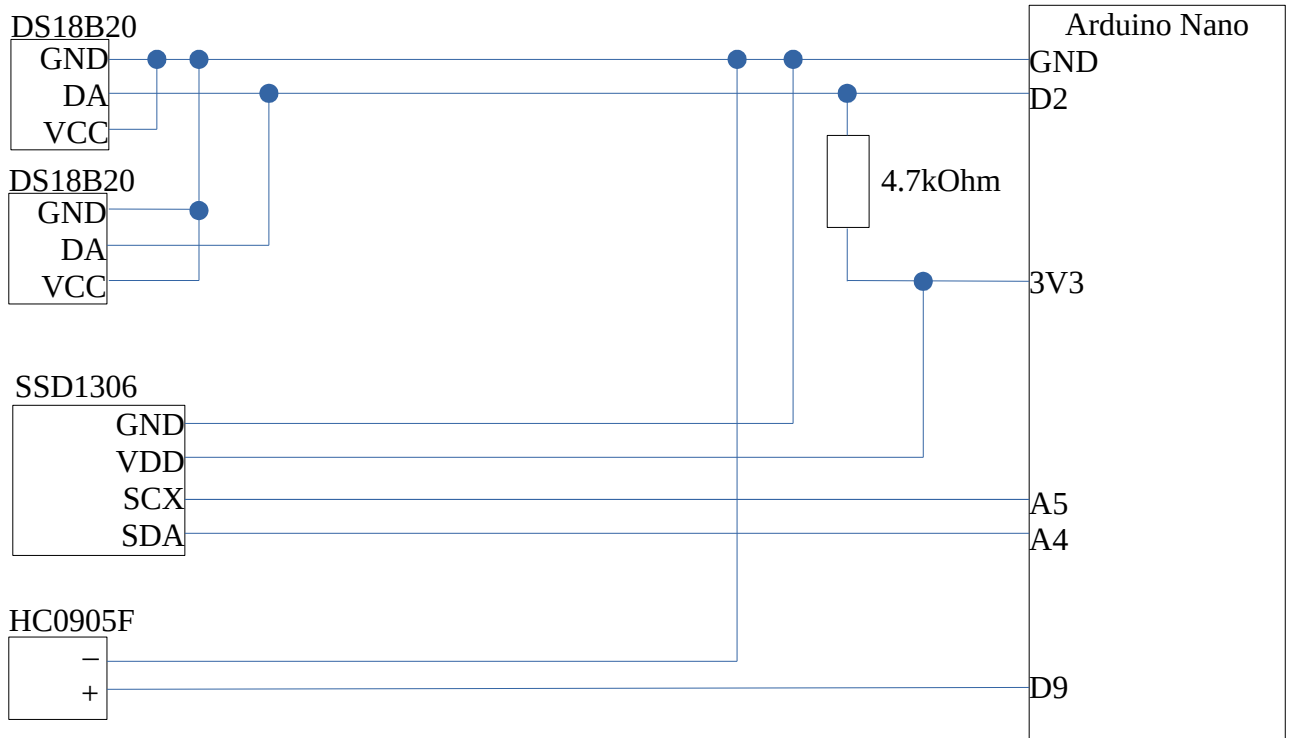 DS18B20
GND
DA
VCC
DS18B20
GND
DA
VCC
SSD1306
GND
VDD
SCX
SDA
HC0905F
–
+
4.7kOhm
Arduino Nano
GND
D2
3V3
A5
A4
D9